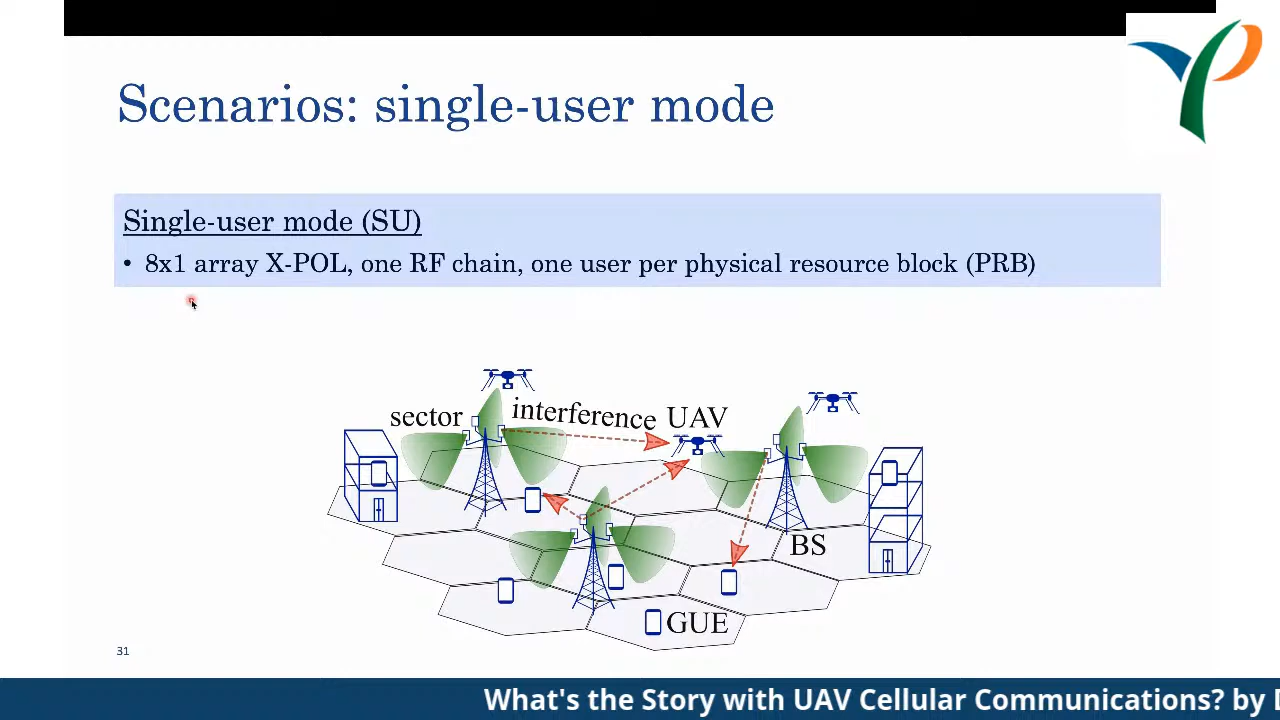 Scenarios: single-user mode
Single-user mode (SU)
• 8x1 array X-POL, one RF chain, one user per physical resource block (PRB)
sector
interference
UAV
BS
GUE
31
What's the Story with UAV Cellular Communications? by